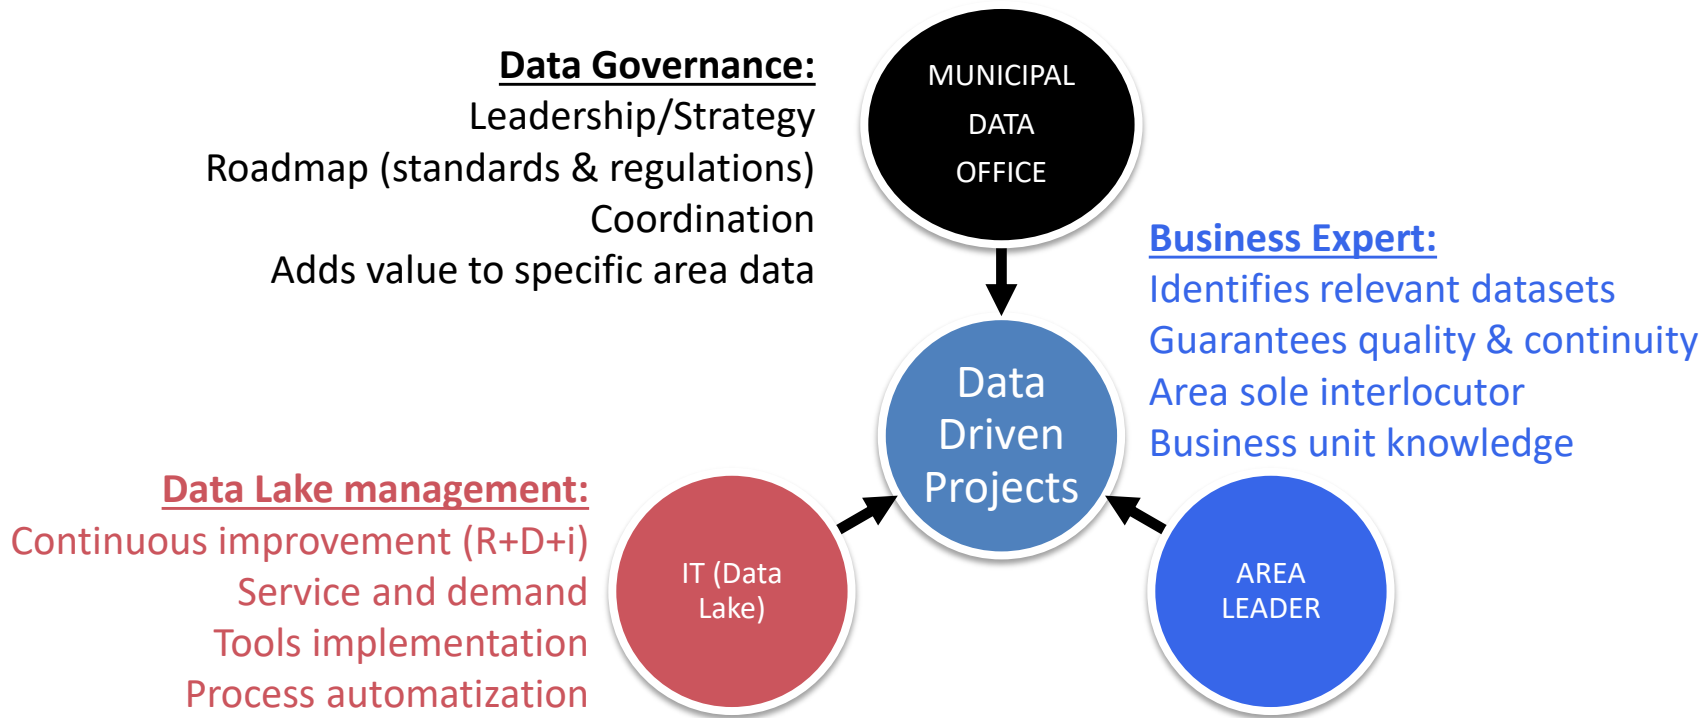 Data Governance:
Leadership/Strategy
Roadmap (standards & regulations)
Coordination
Adds value to specific area data
MUNICIPAL
DATA
OFFICE
Business Expert:
Identifies relevant datasets
Guarantees quality & continuity
Area sole interlocutor
Business unit knowledge
Data
Driven
Projects
Data Lake management:
Continuous improvement (R+D+i)
Service and demand
Tools implementation
Process automatization
IT (Data
Lake)
AREA
LEADER